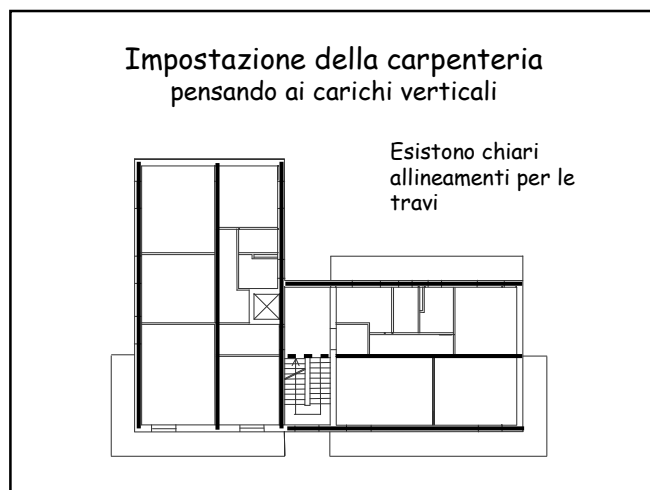 Impostazione della carpenteria
pensando ai carichi verticali
Esistono chiari
allineamenti per le
travi